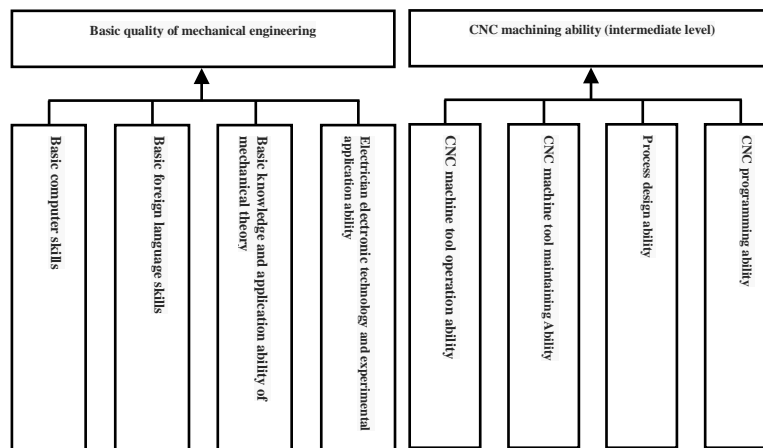 Basic quality of mechanical engineering
CNC machining ability (intermediate level)
Basic computer skills
Basic foreign language skills
Basic knowledge and application ability of
mechanical theory
Electrician electronic technology and experimental
application ability
CNC machine tool operation ability
CNC machine tool maintaining Ability
Process design ability
CNC programming ability